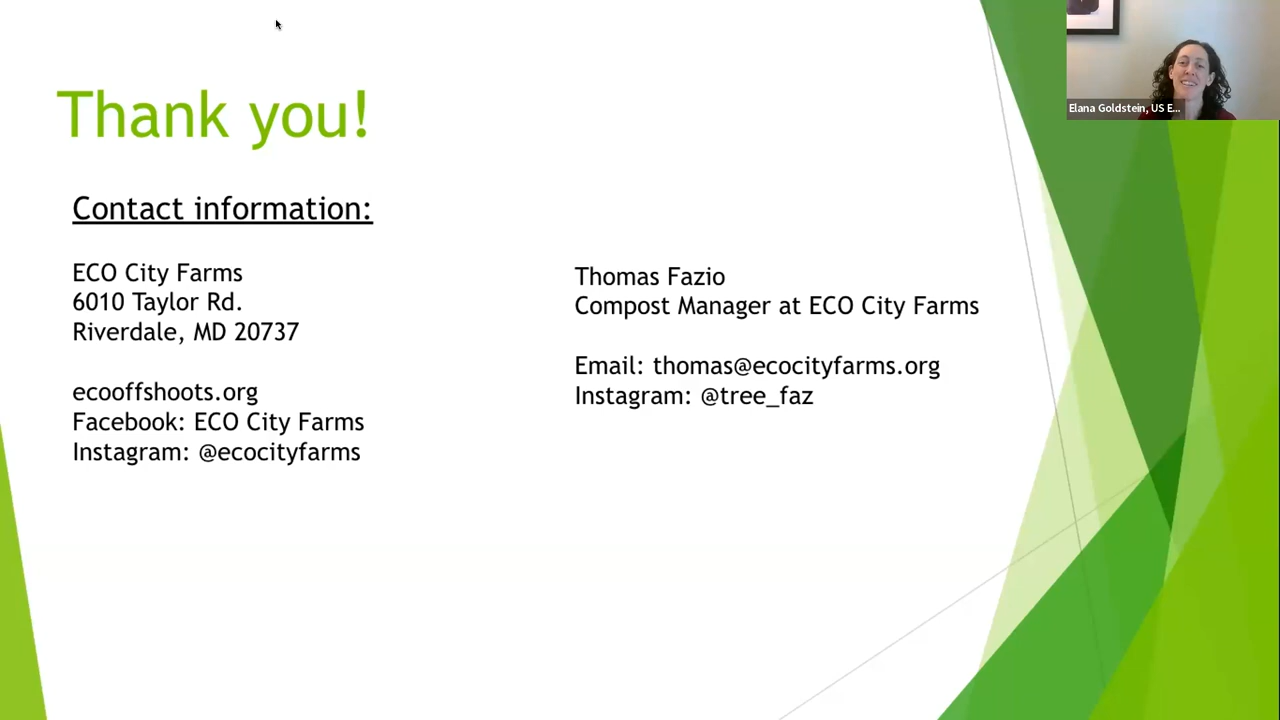 Thank you!
Contact information:
ECO City Farms
6010 Taylor Rd.
Riverdale, MD 20737
ecooffshoots.org
Facebook: ECO City Farms
Instagram: @ecocityfarms
Thomas Fazio
Compost Manager at ECO City Farms
Email: thomas@ecocityfarms.org
Instagram: @tree_faz
Elana Goldstein, US E...